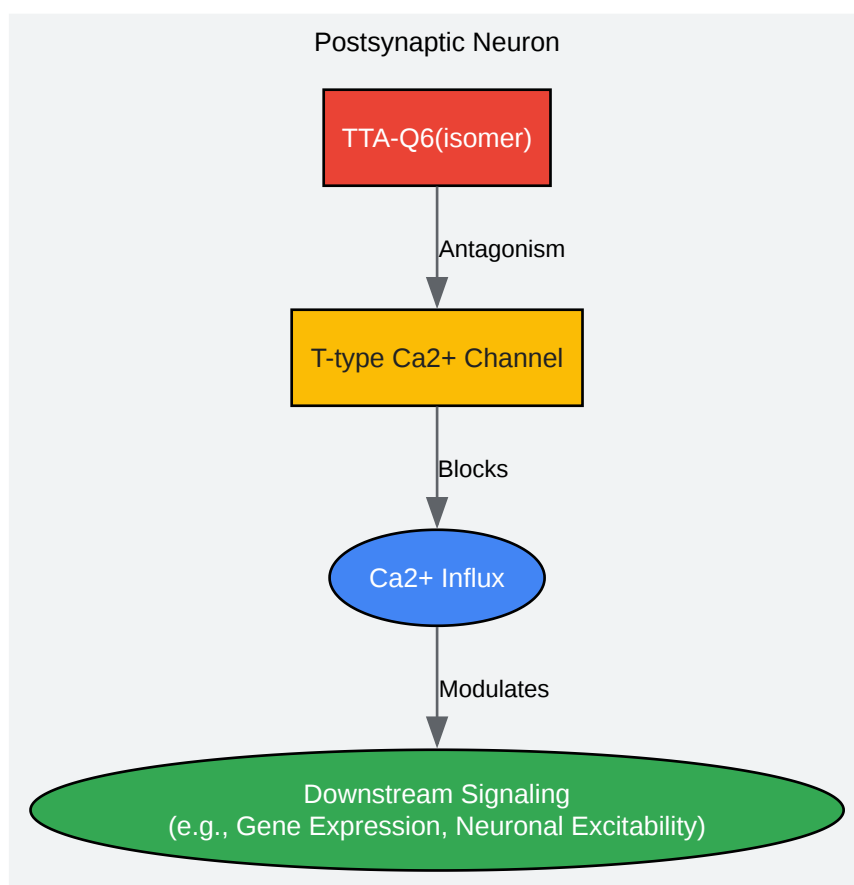 Postsynaptic Neuron
TTA-Q6(isomer)
Antagonism
T-type Ca2+ Channel
Blocks
Ca2+ Influx
Modulates
Downstream Signaling
(e.g., Gene Expression, Neuronal Excitability)